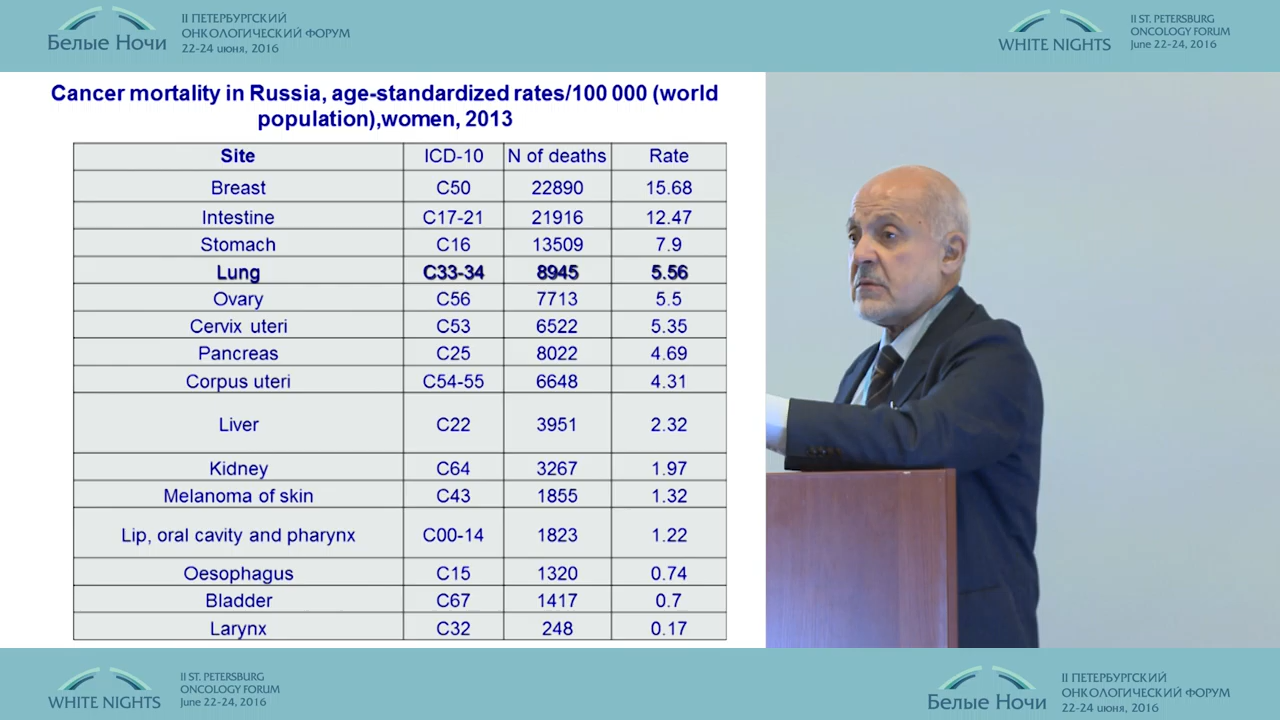 II ПЕТЕРБУРГСКИЙ
ОНКОЛОГИЧЕСКИЙ ФОРУМ
Белые Ночи
22-24 июня, 2016
II ST. PETERSBURG
ONCOLOGY FORUM
WHITE NIGHTS
June 22-24, 2016
Cancer mortality in Russia, age-standardized rates/100 000 (world
population),women, 2013
Site ICD-10 N of deaths Rate
Breast C50 22890 15.68
Intestine C17-21 21916 12.47
Stomach C16 13509 7.9
Lung C33-34 8945 5.56
Ovary C56 7713 5.5
Cervix uteri C53 6522 5.35
Pancreas C25 8022 4.69
Corpus uteri C54-55 6648 4.31
Liver C22 3951 2.32
Kidney C64 3267 1.97
Melanoma of skin C43 1855 1.32
Lip, oral cavity and pharynx C00-14 1823 1.22
Oesophagus C15 1320 0.74
Bladder C67 1417 0.7
Larynx C32 248 0.17
II ST. PETERSBURG
ONCOLOGY FORUM
WHITE NIGHTS
June 22-24, 2016
II ПЕТЕРБУРГСКИЙ
ОНКОЛОГИЧЕСКИЙ ФОРУМ
Белые Ночи
22-24 июня, 2016